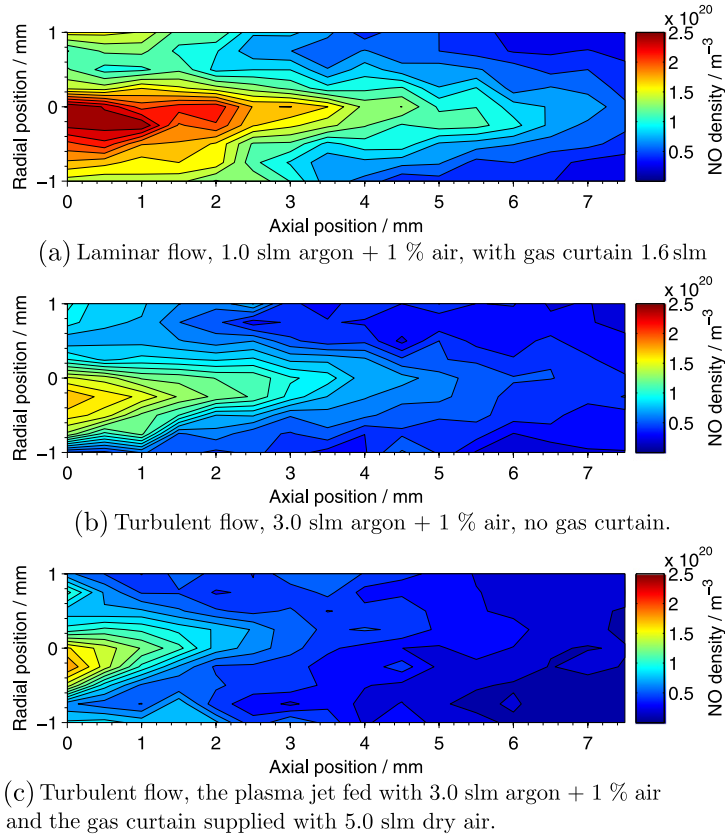 x 10^20
1
0
−1
Radial position / mm
0 1 2 3 4 5 6 7
Axial position / mm
2.5
2
1.5
1
0.5
NO density / m^−3
(a) Laminar flow, 1.0 slm argon + 1 % air, with gas curtain 1.6 slm
x 10^20
1
0
−1
Radial position / mm
0 1 2 3 4 5 6 7
Axial position / mm
2.5
2
1.5
1
0.5
NO density / m^−3
(b) Turbulent flow, 3.0 slm argon + 1 % air, no gas curtain.
x 10^20
1
0
−1
Radial position / mm
0 1 2 3 4 5 6 7
Axial position / mm
2.5
2
1.5
1
0.5
NO density / m^−3
(c) Turbulent flow, the plasma jet fed with 3.0 slm argon + 1 % air
and the gas curtain supplied with 5.0 slm dry air.